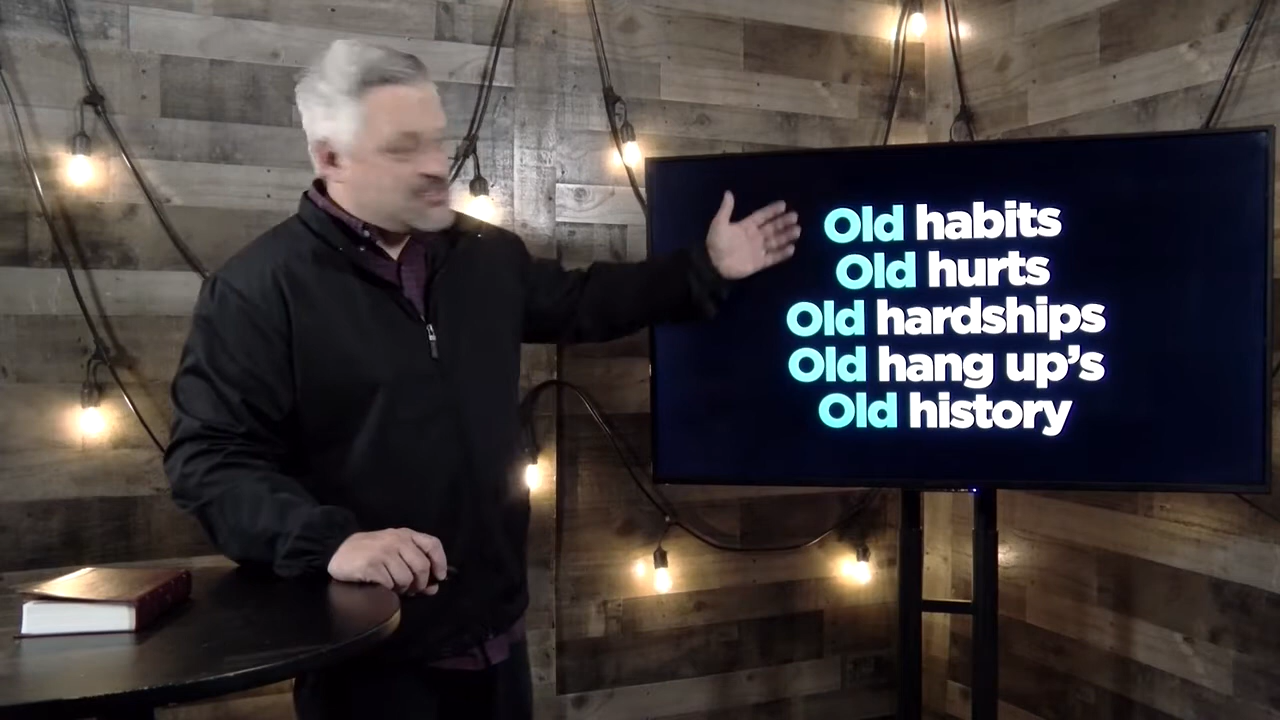 Old habits
Old hurts
Old hardships
Old hang up's
Old history